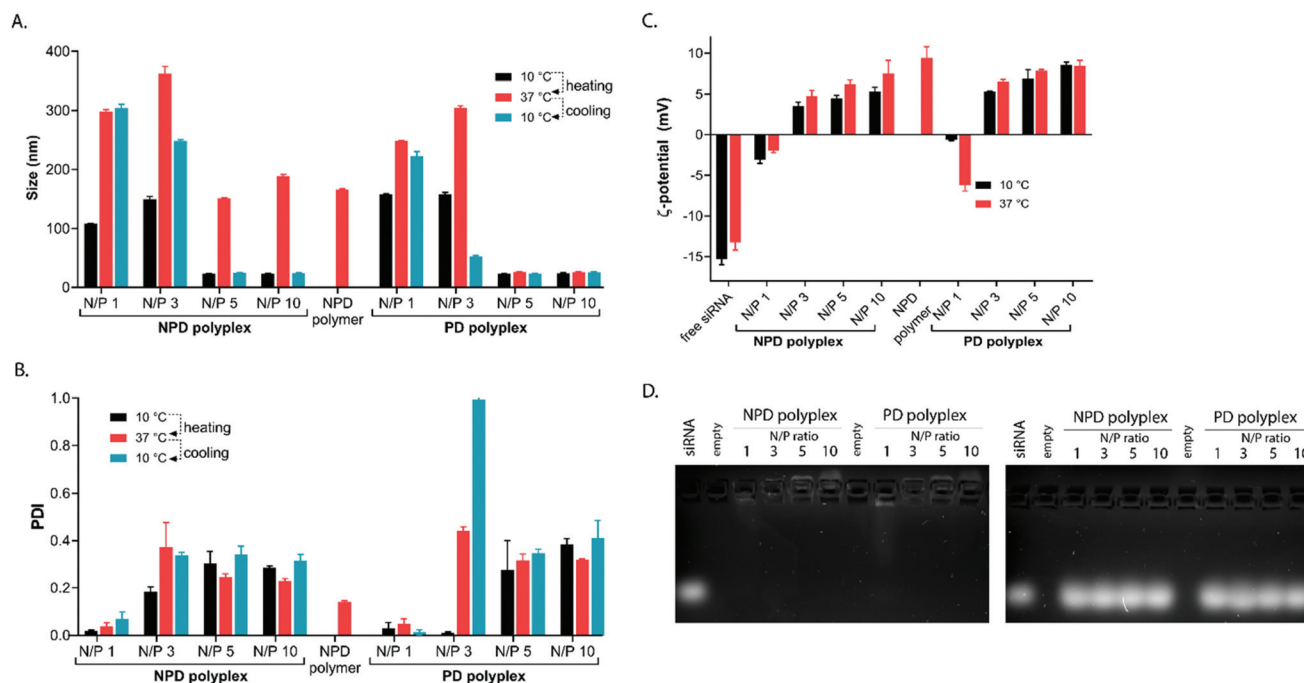 A.
400
300
200
100
0
Size (nm)
10 °C
37 °C
10 °C
heating
cooling
N/P 1 N/P 3 N/P 5 N/P 10 NPD polymer N/P 1 N/P 3 N/P 5 N/P 10
NPD polyplex PD polyplex
B.
1.0
0.8
0.6
0.4
0.2
0.0
PDI
10 °C
37 °C
10 °C
heating
cooling
N/P 1 N/P 3 N/P 5 N/P 10 NPD polymer N/P 1 N/P 3 N/P 5 N/P 10
NPD polyplex PD polyplex
C.
10
5
0
-5
-10
-15
ζ-potential (mV)
10 °C
37 °C
free siRNA N/P 1 N/P 3 N/P 5 N/P 10 NPD polymer N/P 1 N/P 3 N/P 5 N/P 10
NPD polyplex PD polyplex
D.
siRNA empty NPD polyplex empty PD polyplex
N/P ratio N/P ratio
1 3 5 10 1 3 5 10
siRNA empty NPD polyplex empty PD polyplex
N/P ratio N/P ratio
1 3 5 10 1 3 5 10